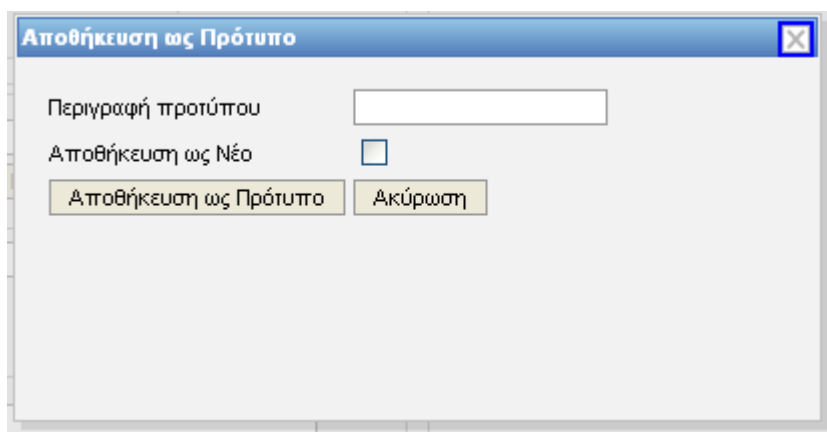 Αποθήκευση ως Πρότυπο
Περιγραφή προτύπου
Αποθήκευση ως Νέο
Αποθήκευση ως Πρότυπο Ακύρωση